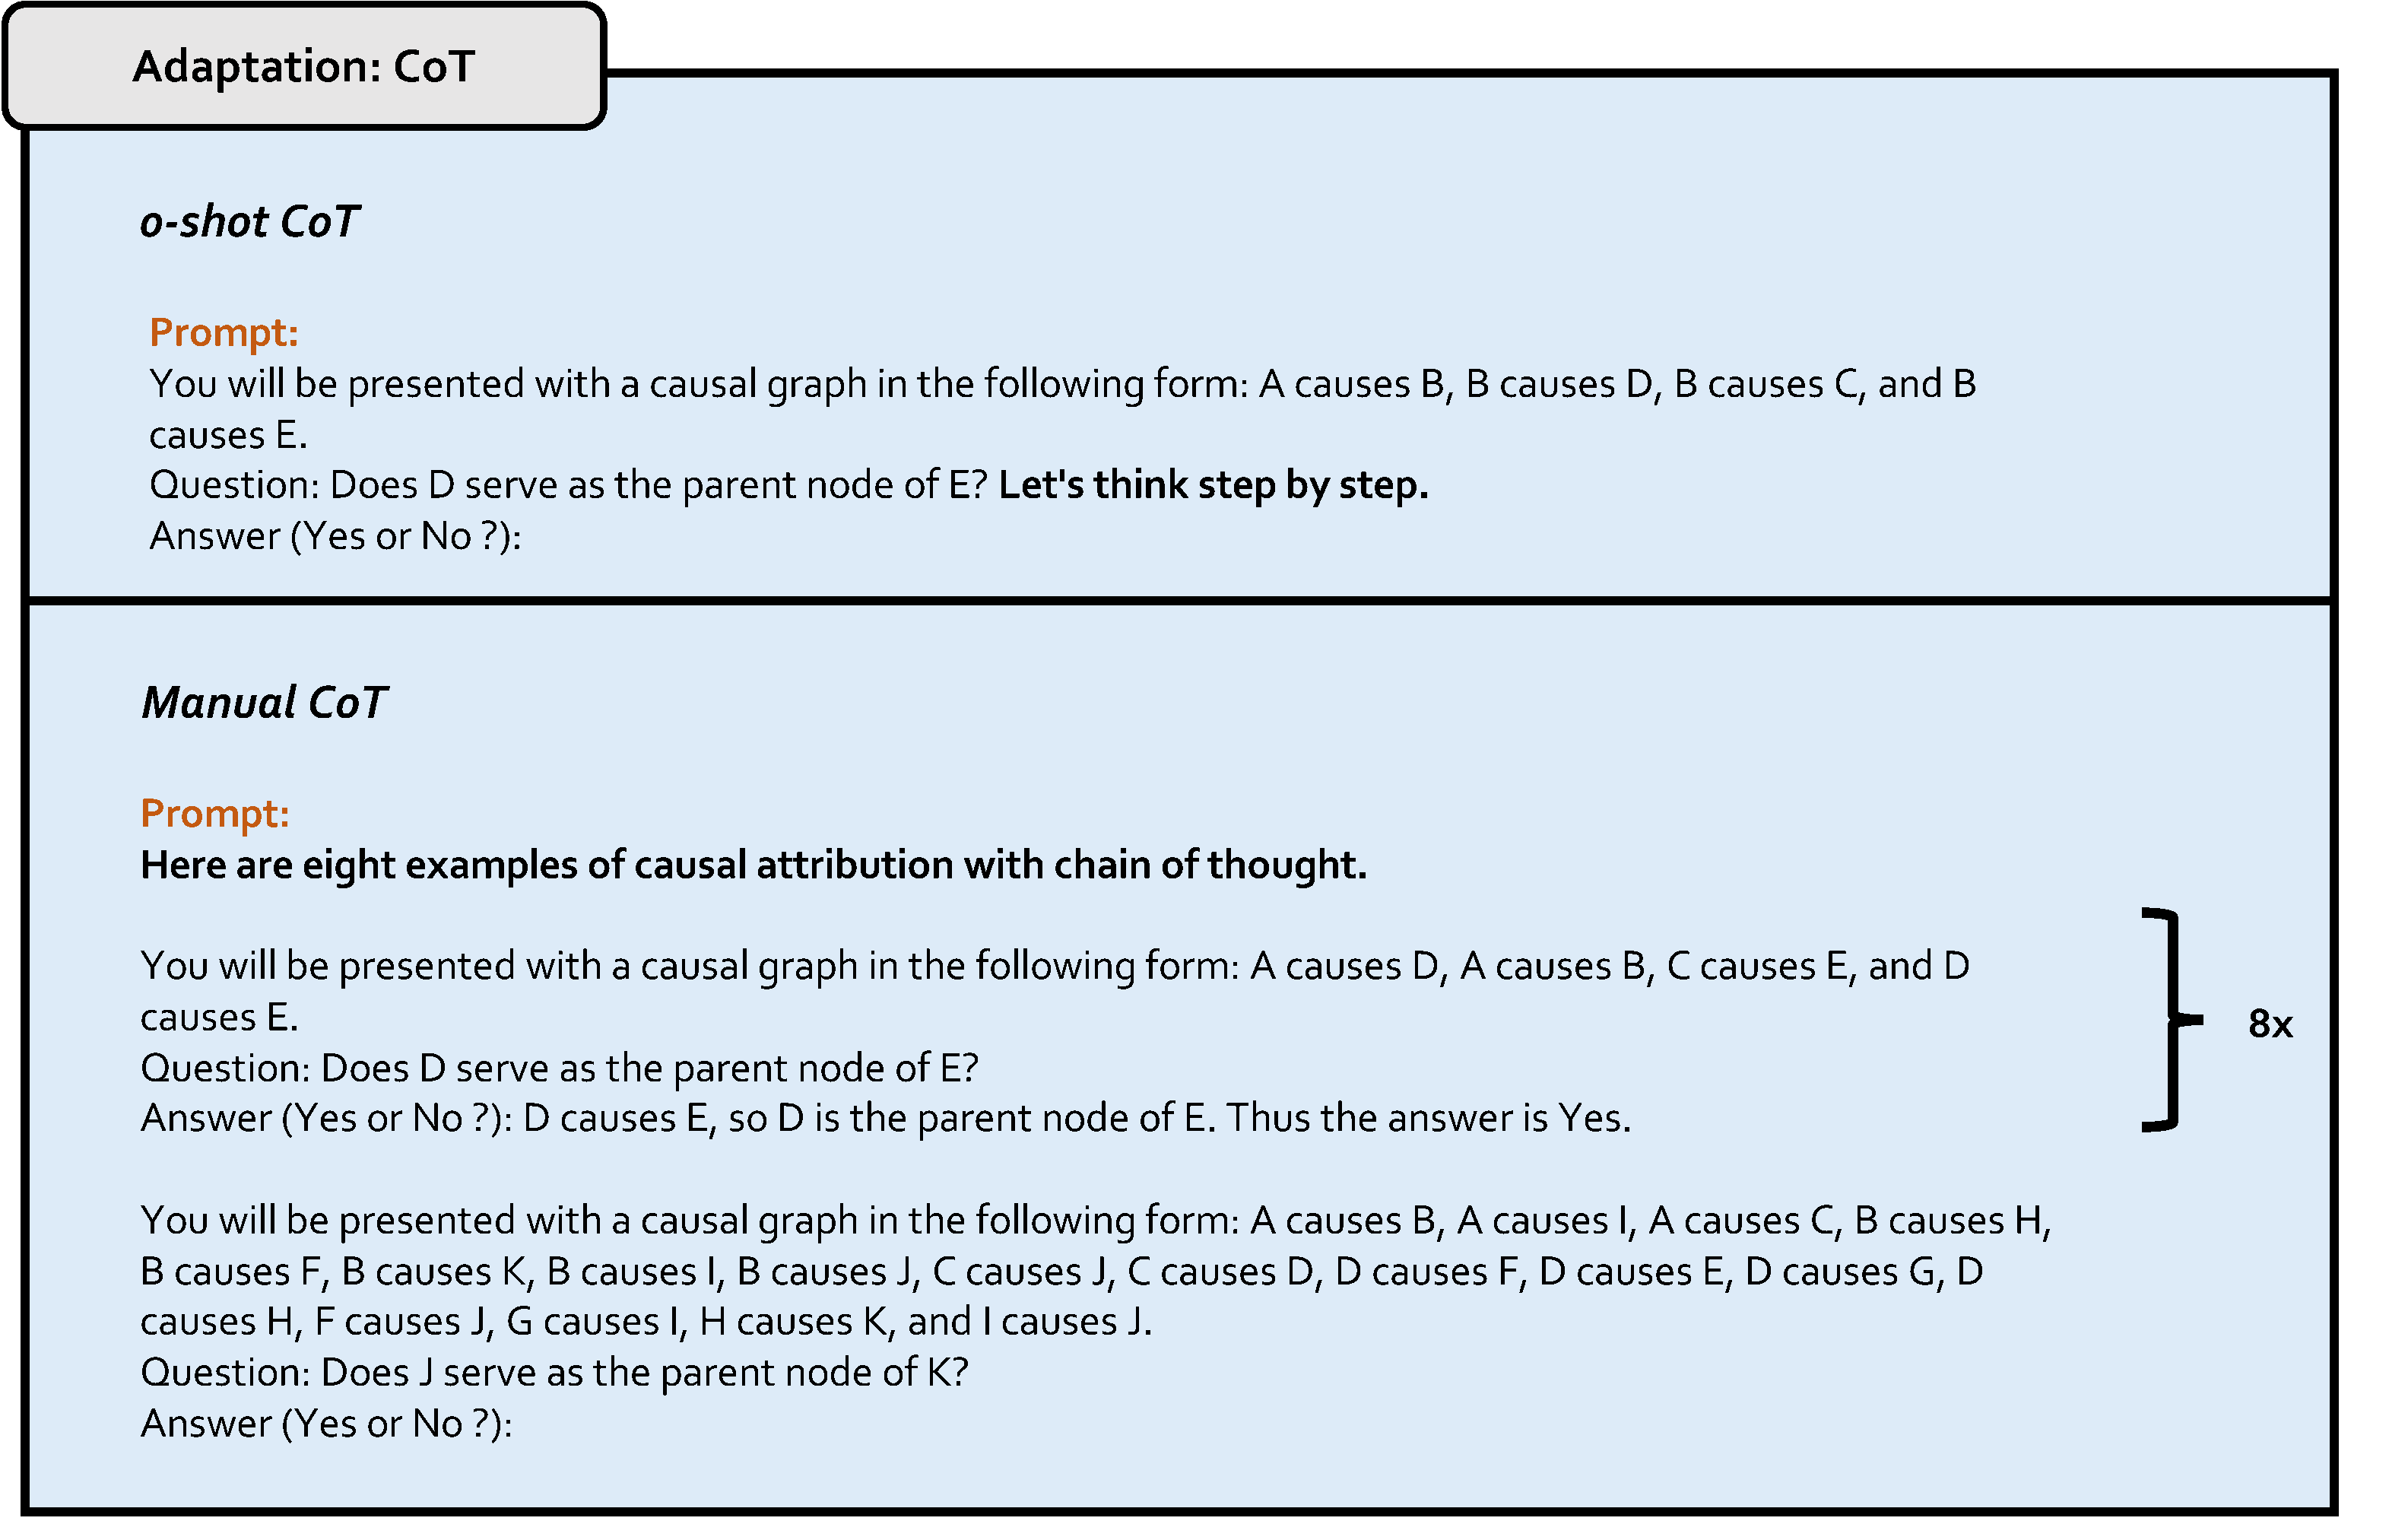 Adaptation: CoT
0-shot CoT
Prompt:
You will be presented with a causal graph in the following form: A causes B, B causes D, B causes C, and B
causes E.
Question: Does D serve as the parent node of E? Let's think step by step.
Answer (Yes or No ?):
Manual CoT
Prompt:
Here are eight examples of causal attribution with chain of thought.
You will be presented with a causal graph in the following form: A causes D, A causes B, C causes E, and D
causes E.
Question: Does D serve as the parent node of E?
Answer (Yes or No ?): D causes E, so D is the parent node of E. Thus the answer is Yes.
8x
You will be presented with a causal graph in the following form: A causes B, A causes I, A causes C, B causes H,
B causes F, B causes K, B causes I, B causes J, C causes J, C causes D, D causes F, D causes E, D causes G, D
causes H, F causes J, G causes I, H causes K, and I causes J.
Question: Does J serve as the parent node of K?
Answer (Yes or No ?):